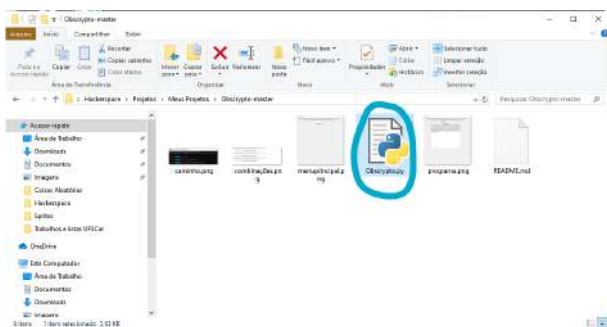 Obscrypto-master
Arquivo Início Compartilhar Exibir
Copiar Colar
Recortar
Copiar caminho
Mover para
Copiar para
Excluir Renomear
Nova pasta
Novo item
Fácil acesso
Propriedades
Abrir
Editar
Histórico
Selecionar tudo
Limpar seleção
Inverter seleção
Área de Transferência Organizar Novo Abrir Selecionar
Hackerspace > Projetos > Meus Projetos > Obscrypto-master
Pesquisar Obscrypto-master
Acesso rápido
Área de Trabalho
Downloads
Documentos
Imagens
Coisas Aleatórias
Hackerspace
Sprites
Trabalhos e listas UFSCar
OneDrive
Este Computador
Área de Trabalho
Documentos
Downloads
Imagens
caminho.png
combinações.png
menuprincipal.png
Obscrypto.py
programa.png
README.md
1 item selecionado